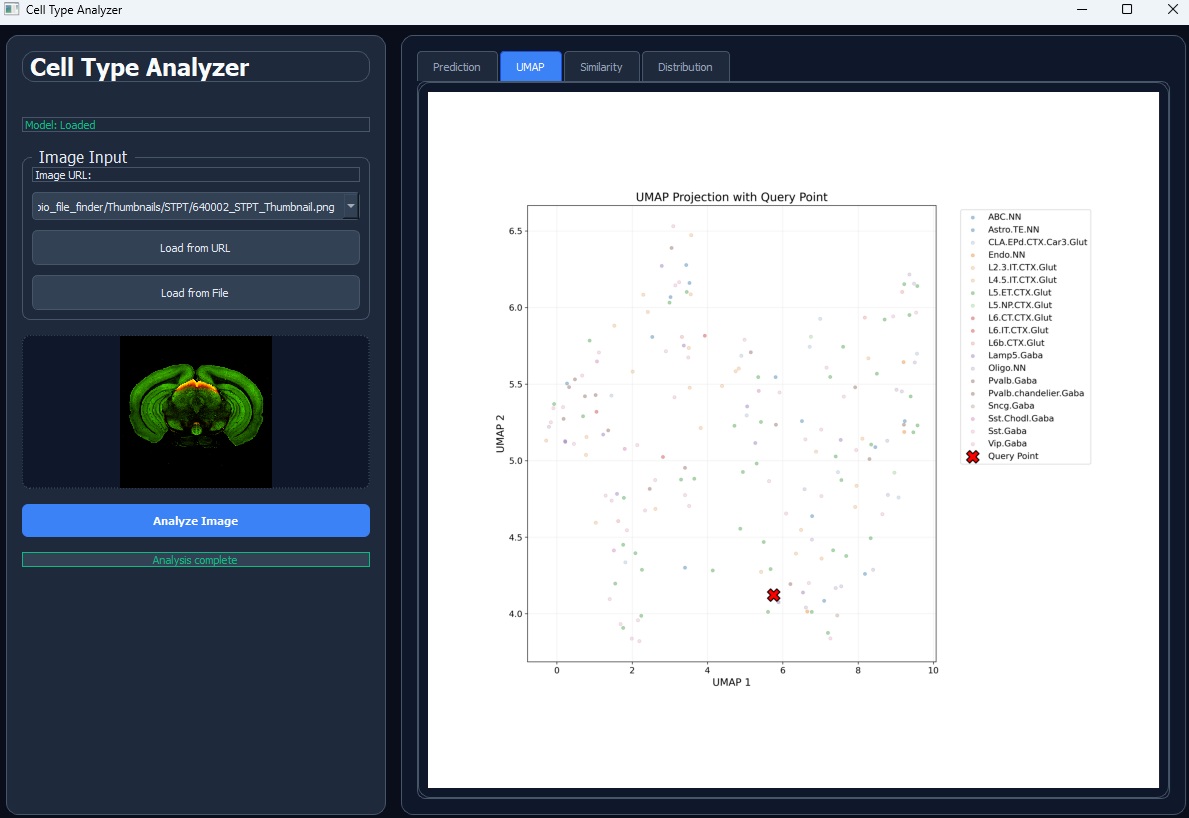 Cell Type Analyzer
Cell Type Analyzer
Model: Loaded
Image Input
Image URL:
bio_file_finder/Thumbnails/STPT/640002_STPT_Thumbnail.png
Load from URL
Load from File
Analyze Image
Analysis complete
Prediction
UMAP
Similarity
Distribution
UMAP Projection with Query Point
UMAP 2
6.5
6.0
5.5
5.0
4.5
4.0
0 2 4 6 8 10
UMAP 1
ABC.NN
Astro.TE.NN
CLA.EPd.CTX.Car3.Glut
Endo.NN
L2.3.IT.CTX.Glut
L4.5.IT.CTX.Glut
L5.ET.CTX.Glut
L5.NP.CTX.Glut
L6.CT.CTX.Glut
L6.IT.CTX.Glut
L6b.CTX.Glut
Lamp5.Gaba
Oligo.NN
Pvalb.Gaba
Pvalb.chandelier.Gaba
Sncg.Gaba
Sst.Chodl.Gaba
Sst.Gaba
Vip.Gaba
Query Point